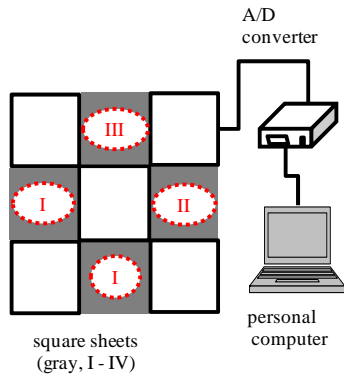 A/D
converter
III
I
II
I
square sheets
(gray, I - IV)
personal
computer